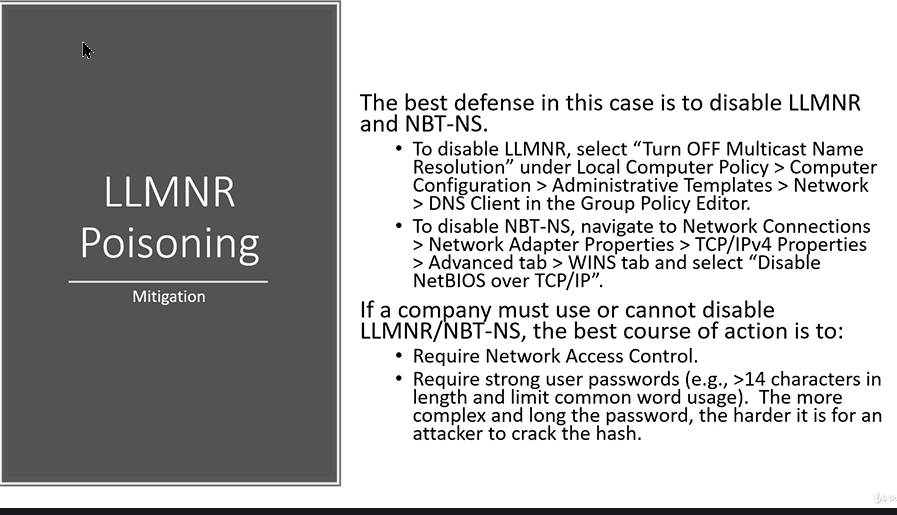 LLMNR
Poisoning
Mitigation
The best defense in this case is to disable LLMNR
and NBT-NS.
• To disable LLMNR, select “Turn OFF Multicast Name
Resolution” under Local Computer Policy > Computer
Configuration > Administrative Templates > Network
> DNS Client in the Group Policy Editor.
• To disable NBT-NS, navigate to Network Connections
> Network Adapter Properties > TCP/IPv4 Properties
> Advanced tab > WINS tab and select “Disable
NetBIOS over TCP/IP”.
If a company must use or cannot disable
LLMNR/NBT-NS, the best course of action is to:
• Require Network Access Control.
• Require strong user passwords (e.g., >14 characters in
length and limit common word usage).  The more
complex and long the password, the harder it is for an
attacker to crack the hash.